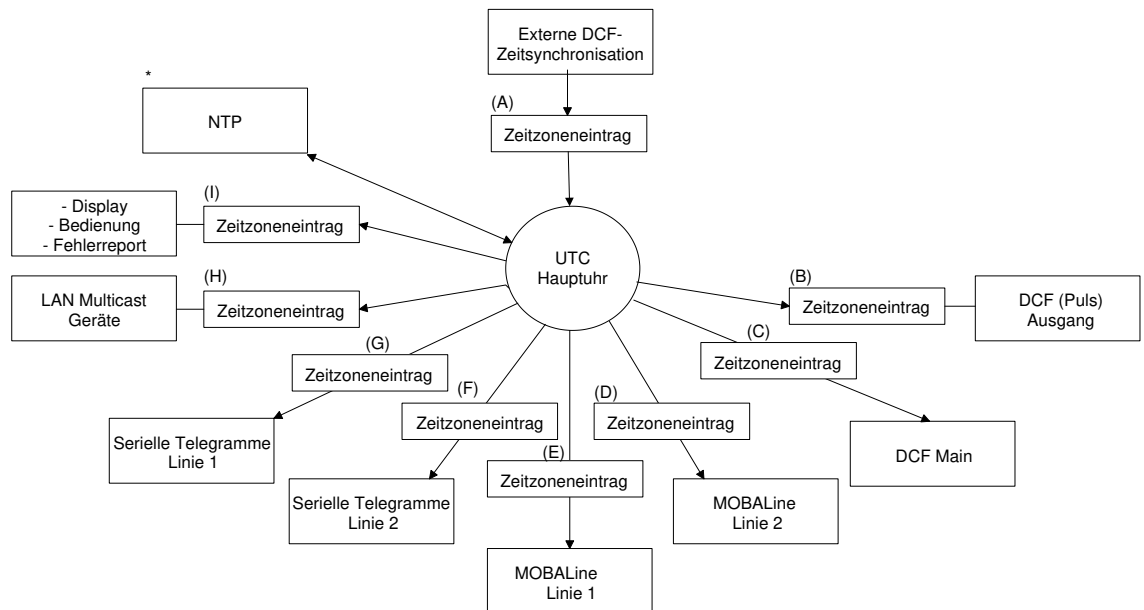 Externe DCF-
Zeitsynchronisation
*
NTP
(A)
Zeitzoneneintrag
(I)
- Display
- Bedienung
- Fehlerreport
Zeitzoneneintrag
UTC
Hauptuhr
(H)
LAN Multicast
Geräte
Zeitzoneneintrag
(B)
Zeitzoneneintrag
DCF (Puls)
Ausgang
(C)
Zeitzoneneintrag
(G)
Zeitzoneneintrag
(F)
Zeitzoneneintrag
(D)
Zeitzoneneintrag
(E)
Zeitzoneneintrag
Serielle Telegramme
Linie 1
DCF Main
Serielle Telegramme
Linie 2
MOBALine
Linie 2
MOBALine
Linie 1